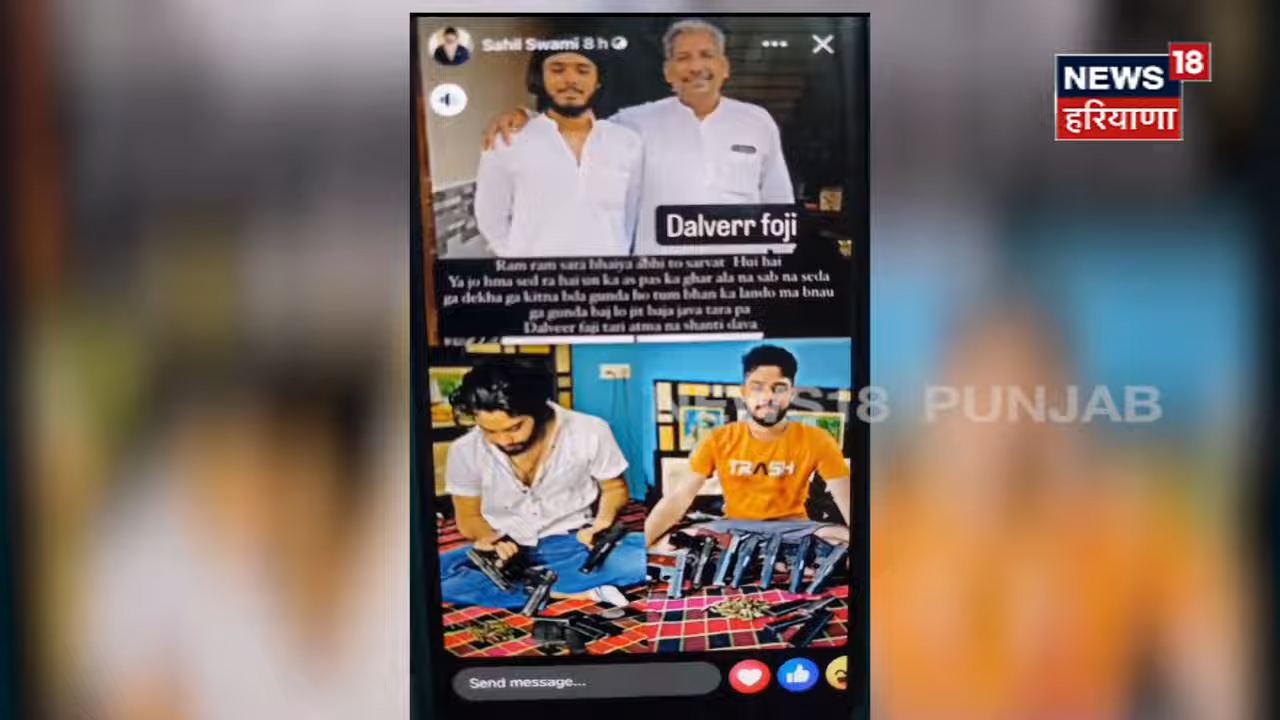 Sahil Swami 8 h
NEWS 18
हरियाणा
Dalverr foji
Ram ram sara bhaiya abhi to sarvat Hui hai
Ya jo hma sed ra hai un ka as pas ka ghar ala na sab na seda
ga dekha ga kitna bda gunda ho tum bhan ka lando ma bnau
ga gunda baj lo jit baja java tara pa
Dalveer faji tari atma na shanti dava
TRASH
NEWS18 PUNJAB
Send message...